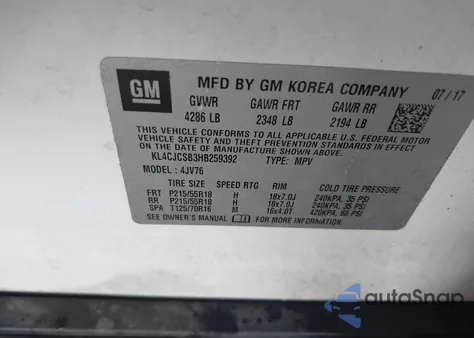 GM
MFD BY GM KOREA COMPANY 07/17
GVWR GAWR FRT GAWR RR
4286 LB 2348 LB 2194 LB
THIS VEHICLE CONFORMS TO ALL APPLICABLE U.S. FEDERAL MOTOR
VEHICLE SAFETY, BUMPER, AND THEFT PREVENTION STANDARDS IN EFFECT
ON THE DATE OF MANUFACTURE SHOWN ABOVE.
KL4CJCSB3HB259392 TYPE: MPV
MODEL: 4JV76
TIRE SIZE SPEED RTG RIM COLD TIRE PRESSURE
FRT P215/55R18 H 18x7.0J 240KPA, 35 PSI
RR P215/55R18 H 18x7.0J 240KPA, 35 PSI
SPA T125/70R16 M 16x4.0T 420KPA, 60 PSI
SEE OWNER'S MANUAL FOR MORE INFORMATION.
autoSnap